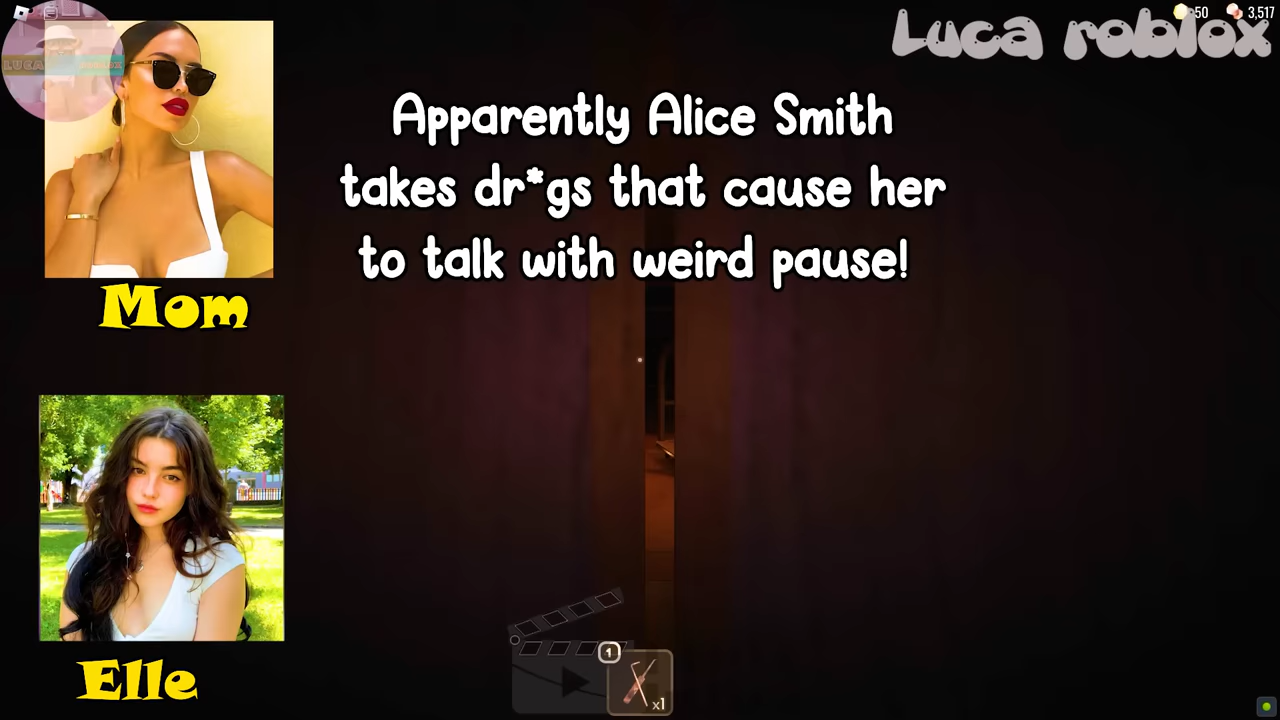 50
3,517
Luca roblox
LUCA
Apparently Alice Smith
takes dr*gs that cause her
to talk with weird pause!
Mom
Elle
1
x1